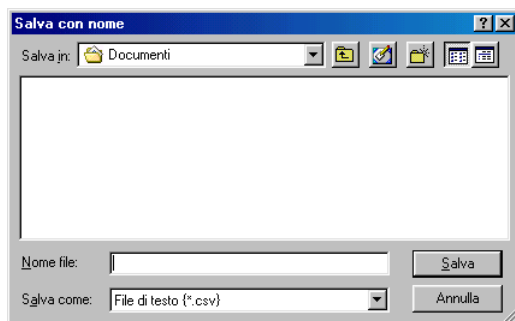 Salva con nome
Salva in: Documenti
Nome file:
Salva
Salva come: File di testo {*.csv}
Annulla